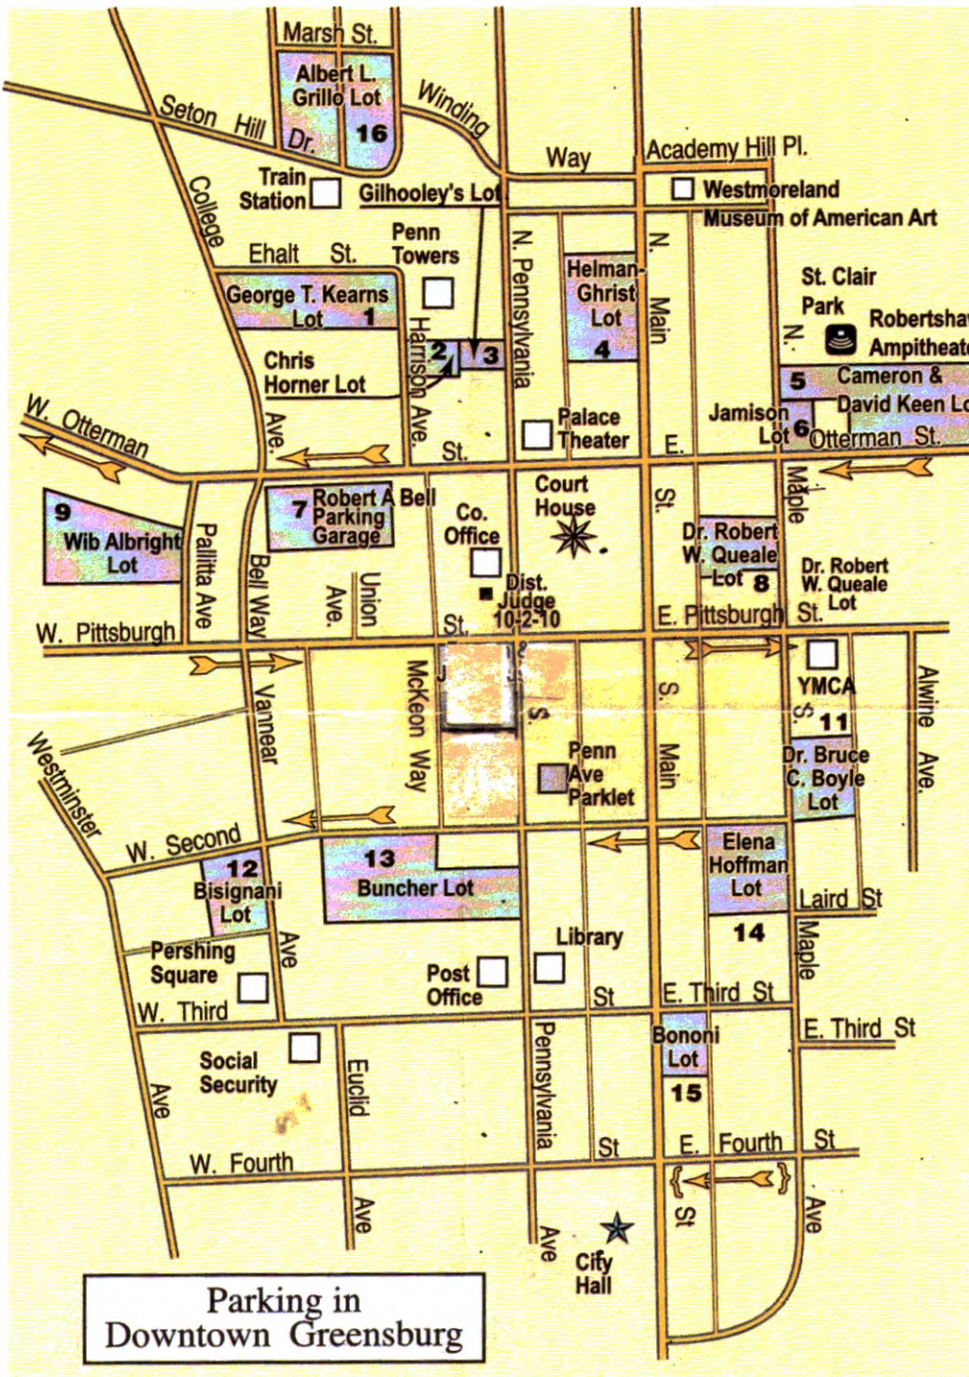 Marsh St.
Albert L.
Grillo Lot
16
Seton Hill Dr.
Winding
Way
Academy Hill Pl.
Train
Station
Gilhooley's Lot
Westmoreland
Museum of American Art
College
Ehalt St.
Penn
Towers
N. Pennsylvania
N. Main
Helman-
Ghrist
Lot
4
St. Clair
Park
George T. Kearns
Lot 1
Harrison Ave.
2
3
N.
Robertsha
Ampitheate
Chris
Horner Lot
5
Cameron &
David Keen Lo
Jamison
Lot 6
W. Otterman
Ave.
St.
Palace
Theater
E.
Otterman St.
Maple
9
Wib Albright
Lot
Pallitta Ave
Bell Way
7
Robert A Bell
Parking
Garage
Co.
Office
Court
House
St.
Dr. Robert
W. Queale
Lot 8
Dr. Robert
W. Queale
Lot
Union
Ave.
Dist.
Judge
10-2-10
W. Pittsburgh
St.
E. Pittsburgh St.
Vannear
McKeon Way
J
S.
S.
Main
YMCA
S.
11
Alwine
Ave.
Westminster
Penn
Ave
Parklet
Dr. Bruce
C. Boyle
Lot
W. Second
12
Bisignani
Lot
13
Buncher Lot
Elena
Hoffman
Lot
14
Laird St
Maple
Ave
Pershing
Square
Post
Office
Library
W. Third
St
E. Third St
E. Third St
Social
Security
Euclid
Pennsylvania
Bononi
Lot
15
Ave
W. Fourth
St
E. Fourth St
Ave
Ave
St
Ave
City
Hall
Parking in
Downtown Greensburg